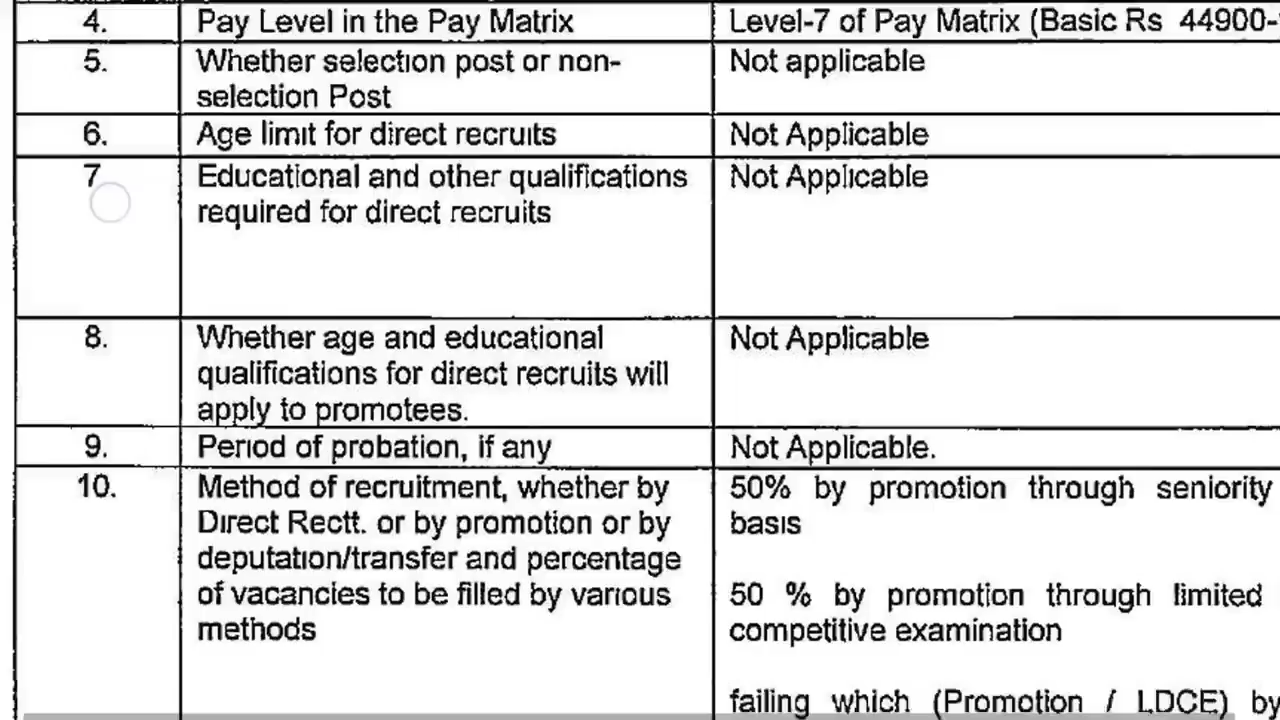 4. Pay Level in the Pay Matrix Level-7 of Pay Matrix (Basic Rs 44900-
5. Whether selection post or non- Not applicable
selection Post
6. Age limit for direct recruits Not Applicable
7 Educational and other qualifications Not Applicable
required for direct recruits
8. Whether age and educational Not Applicable
qualifications for direct recruits will
apply to promotees.
9. Period of probation, if any Not Applicable.
10. Method of recruitment, whether by 50% by promotion through seniority
Direct Rectt. or by promotion or by basis
deputation/transfer and percentage
of vacancies to be filled by various 50 % by promotion through limited
methods competitive examination
failing which (Promotion / LDCE) by